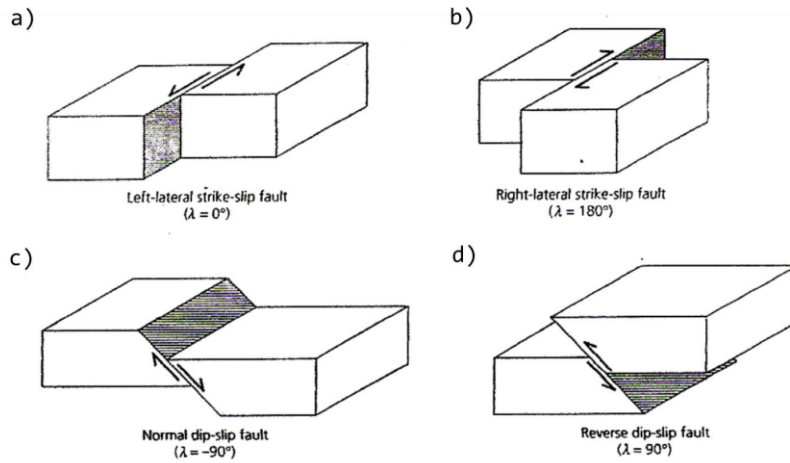 a)
b)
Left-lateral strike-slip fault
(λ = 0°)
Right-lateral strike-slip fault
(λ = 180°)
c)
d)
Normal dip-slip fault
(λ = −90°)
Reverse dip-slip fault
(λ = 90°)